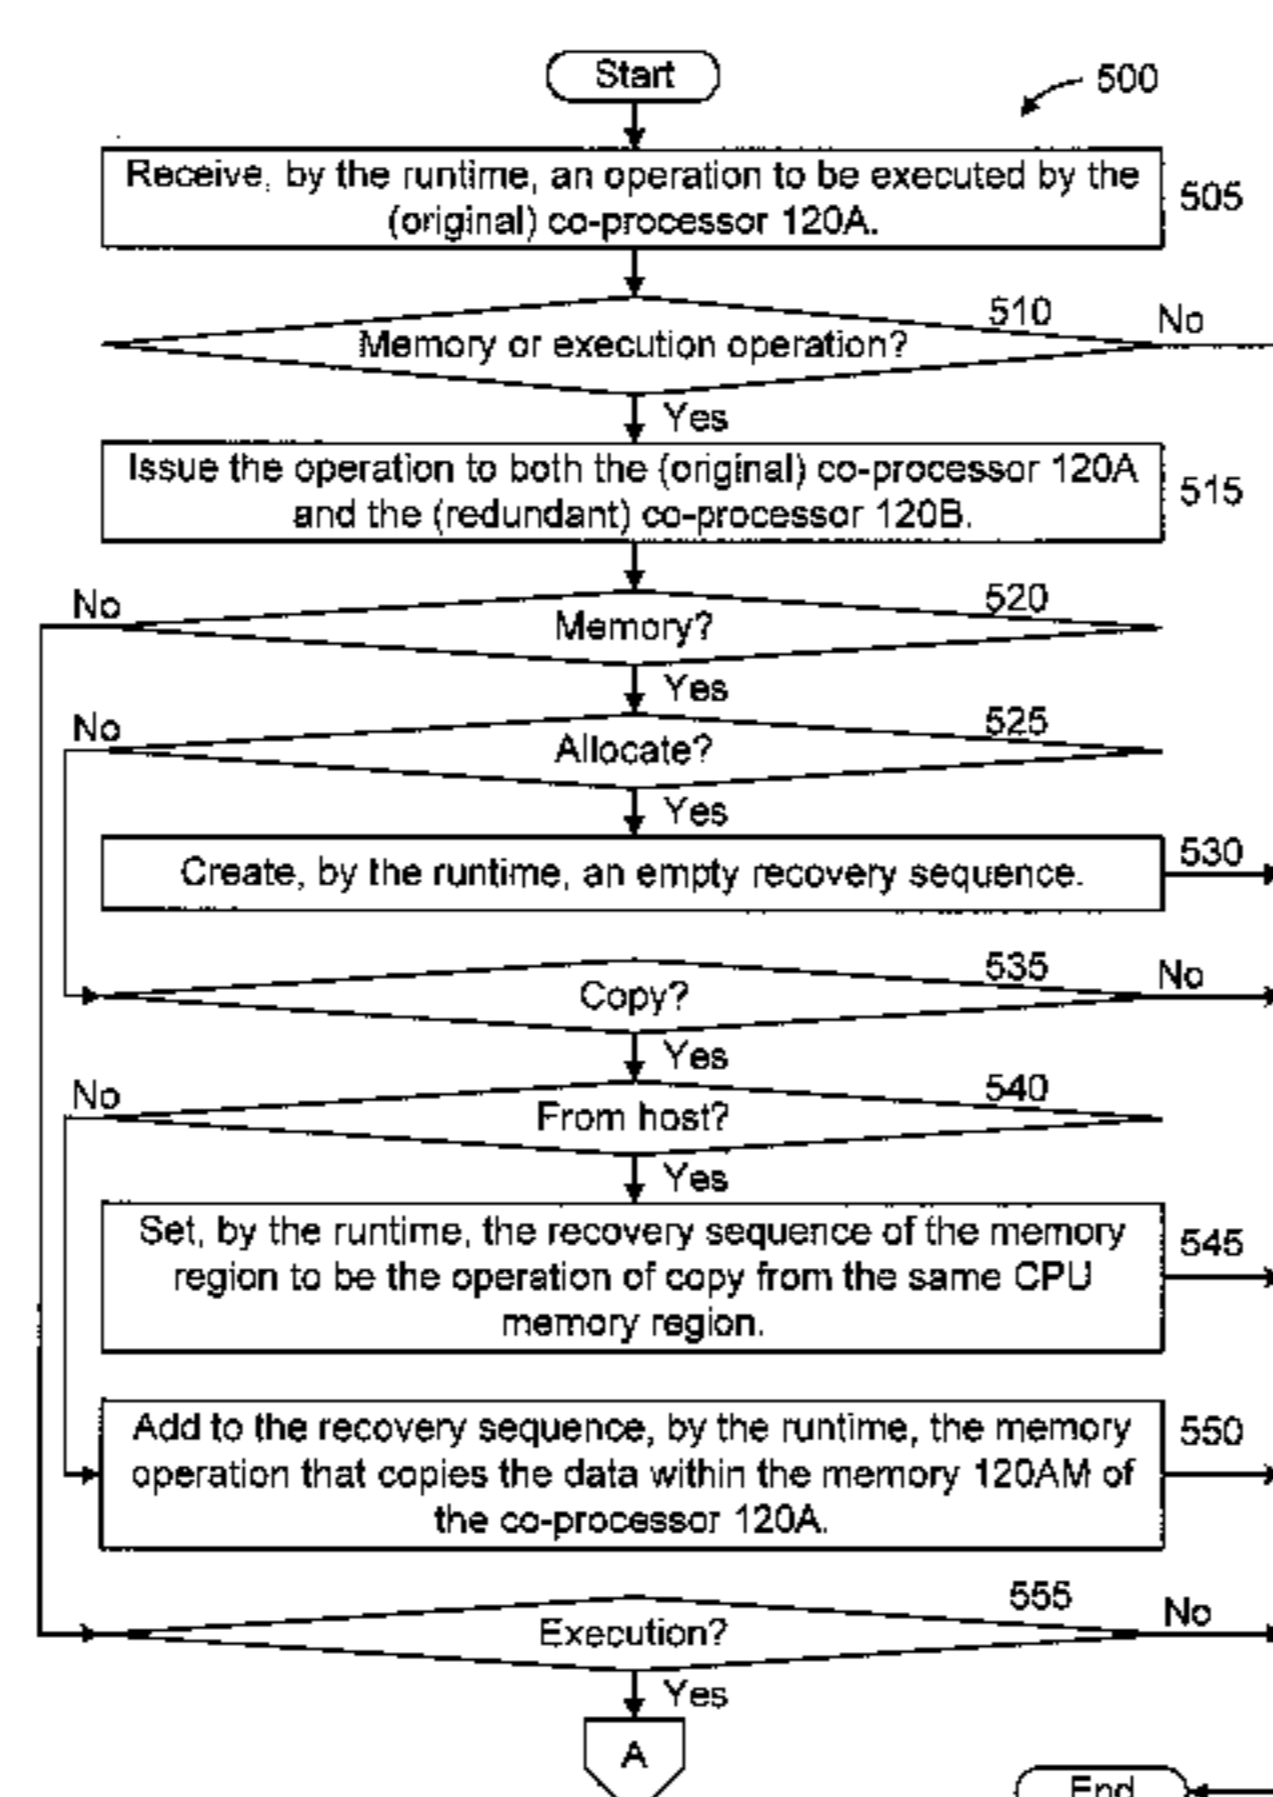 Start
500
Receive, by the runtime, an operation to be executed by the
(original) co-processor 120A.
505
510
No
Memory or execution operation?
Yes
Issue the operation to both the (original) co-processor 120A
and the (redundant) co-processor 120B.
515
No
520
Memory?
Yes
No
525
Allocate?
Yes
530
Create, by the runtime, an empty recovery sequence.
535
No
Copy?
Yes
No
540
From host?
Yes
Set, by the runtime, the recovery sequence of the memory
region to be the operation of copy from the same CPU
memory region.
545
Add to the recovery sequence, by the runtime, the memory
operation that copies the data within the memory 120AM of
the co-processor 120A.
550
555
No
Execution?
Yes
A
End